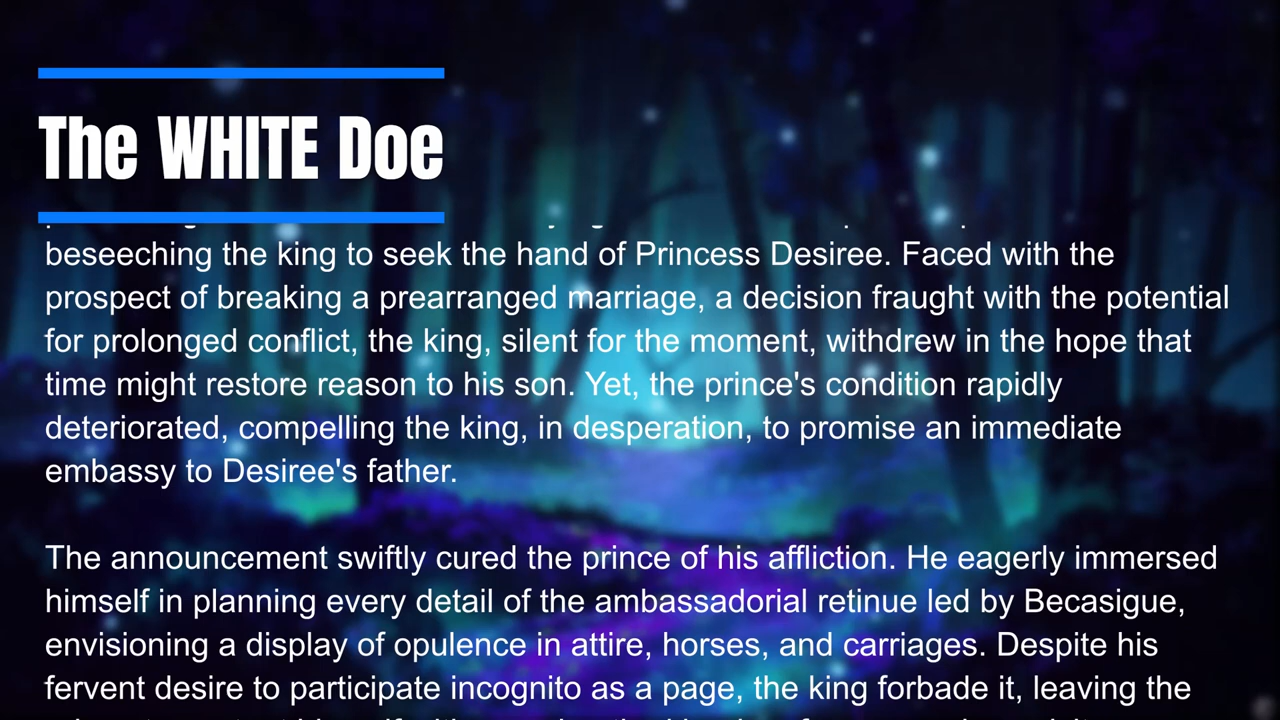 The WHITE Doe
beseeching the king to seek the hand of Princess Desiree. Faced with the
prospect of breaking a prearranged marriage, a decision fraught with the potential
for prolonged conflict, the king, silent for the moment, withdrew in the hope that
time might restore reason to his son. Yet, the prince's condition rapidly
deteriorated, compelling the king, in desperation, to promise an immediate
embassy to Desiree's father.
The announcement swiftly cured the prince of his affliction. He eagerly immersed
himself in planning every detail of the ambassadorial retinue led by Becasigue,
envisioning a display of opulence in attire, horses, and carriages. Despite his
fervent desire to participate incognito as a page, the king forbade it, leaving the